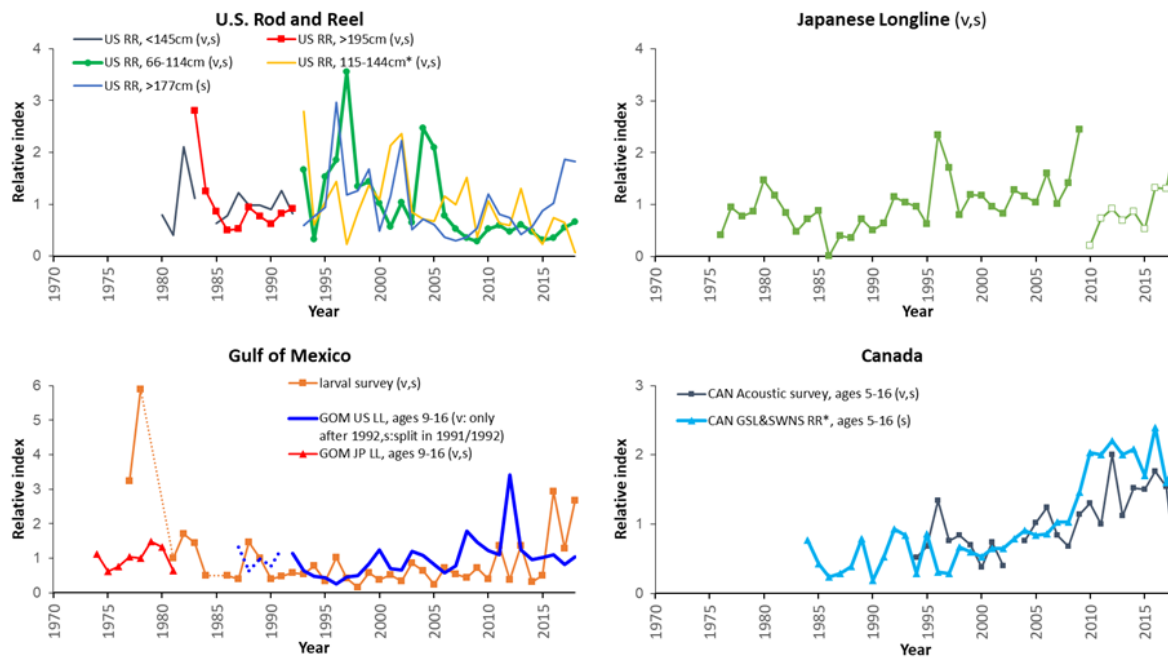 U.S. Rod and Reel
US RR, <145cm (v,s)
US RR, >195cm (v,s)
US RR, 66-114cm (v,s)
US RR, 115-144cm* (v,s)
US RR, >177cm (s)
Relative index
4
3
2
1
0
1970
1975
1980
1985
1990
1995
2000
2005
2010
2015
Year
Japanese Longline (v,s)
Relative index
4
3
2
1
0
1970
1975
1980
1985
1990
1995
2000
2005
2010
2015
Year
Gulf of Mexico
larval survey (v,s)
GOM US LL, ages 9-16 (v: only
after 1992,s:split in 1991/1992)
GOM JP LL, ages 9-16 (v,s)
Relative index
6
5
4
3
2
1
0
1970
1975
1980
1985
1990
1995
2000
2005
2010
2015
Year
Canada
CAN Acoustic survey, ages 5-16 (v,s)
CAN GSL&SWNS RR*, ages 5-16 (s)
Relative index
3
2
1
0
1970
1975
1980
1985
1990
1995
2000
2005
2010
2015
Year